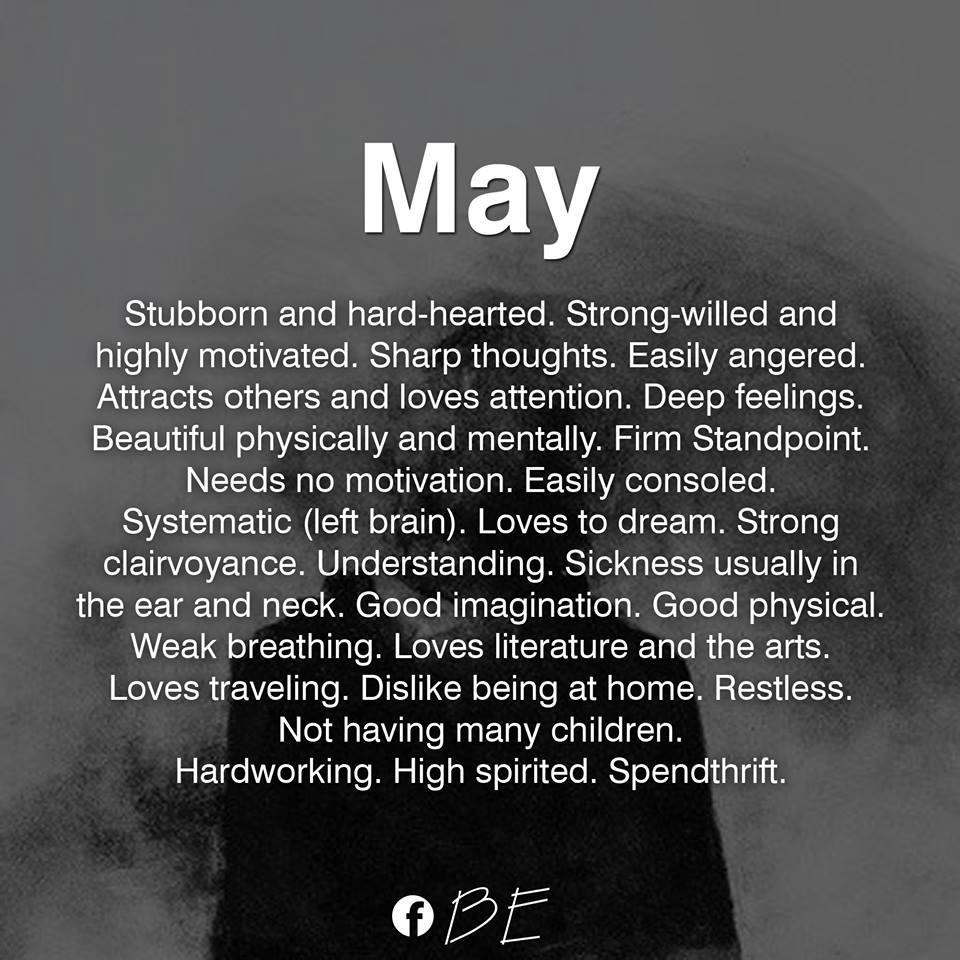 May
Stubborn and hard-hearted. Strong-willed and
highly motivated. Sharp thoughts. Easily angered.
Attracts others and loves attention. Deep feelings.
Beautiful physically and mentally. Firm Standpoint.
Needs no motivation. Easily consoled.
Systematic (left brain). Loves to dream. Strong
clairvoyance. Understanding. Sickness usually in
the ear and neck. Good imagination. Good physical.
Weak breathing. Loves literature and the arts.
Loves traveling. Dislike being at home. Restless.
Not having many children.
Hardworking. High spirited. Spendthrift.
f BE